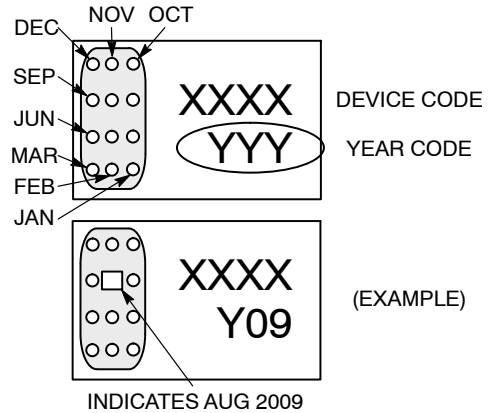 NOV OCT
DEC
SEP
XXXX DEVICE CODE
JUN
YYY YEAR CODE
MAR
FEB
JAN
XXXX
(EXAMPLE)
Y09
INDICATES AUG 2009